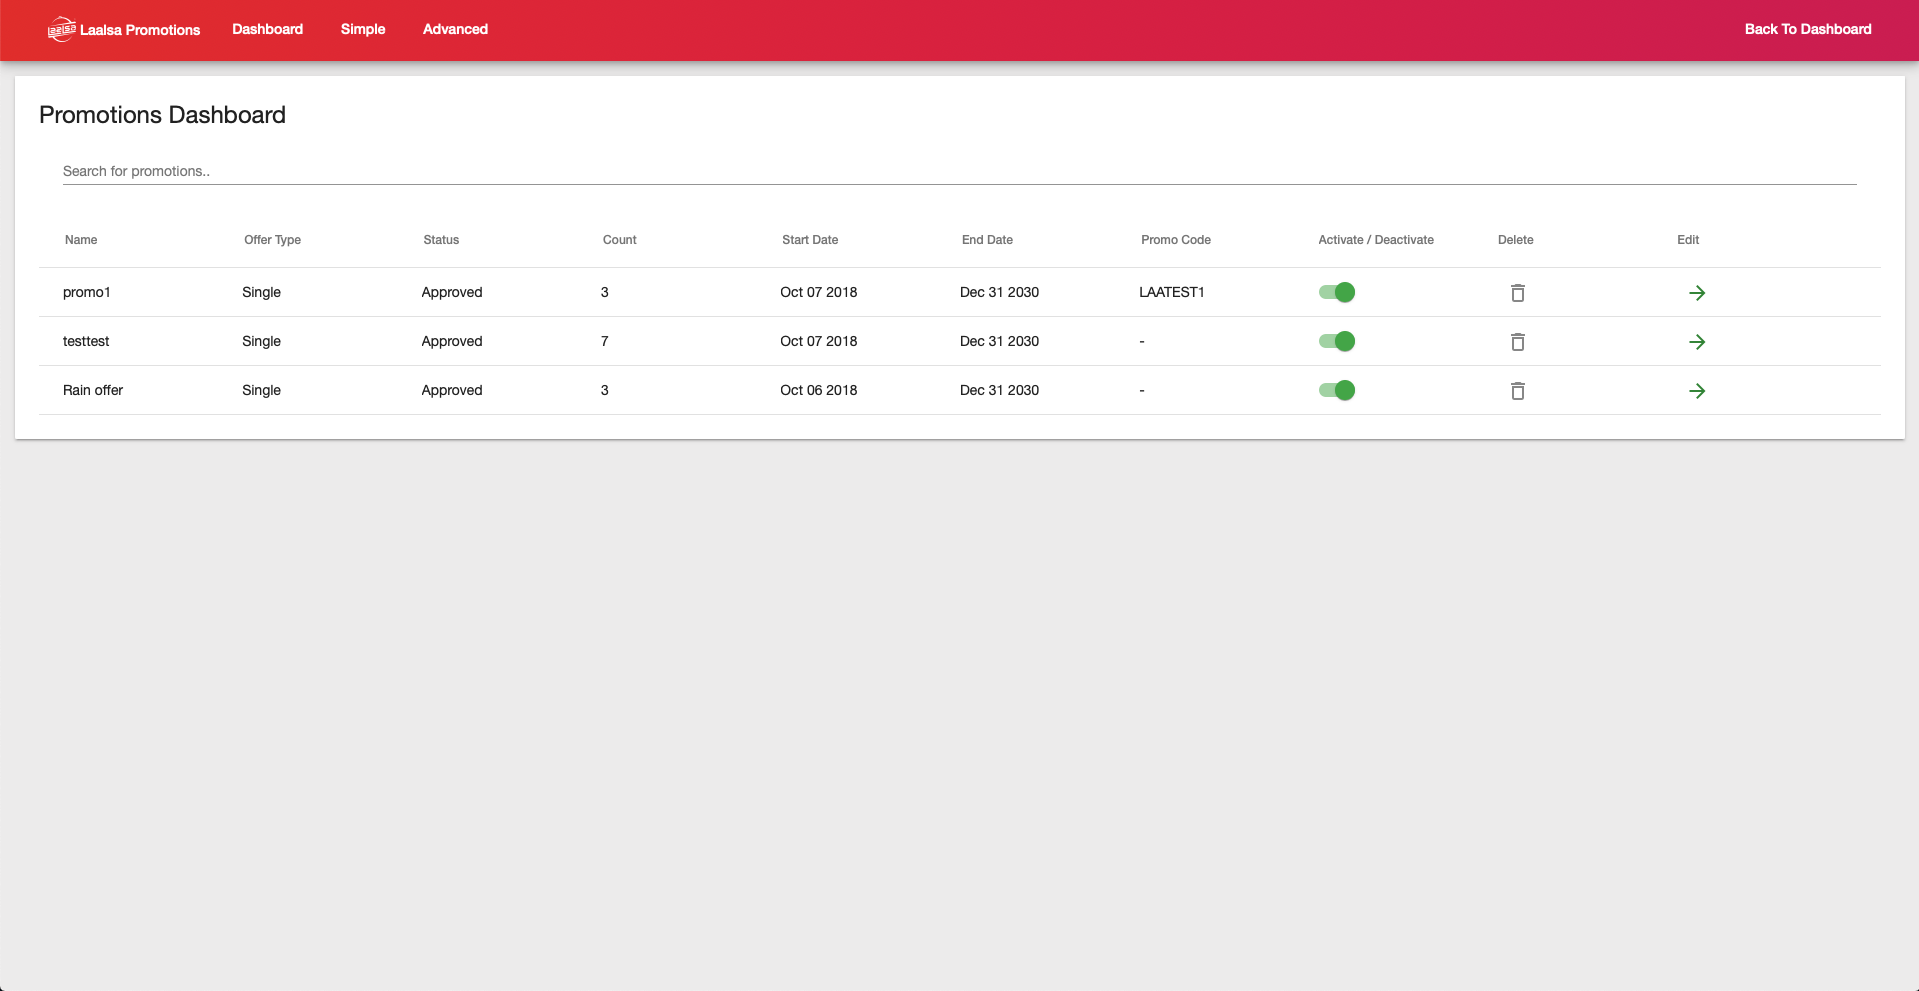 laalsa Laalsa Promotions Dashboard Simple Advanced Back To Dashboard
Promotions Dashboard
Search for promotions..
Name Offer Type Status Count Start Date End Date Promo Code Activate / Deactivate Delete Edit
promo1 Single Approved 3 Oct 07 2018 Dec 31 2030 LAATEST1
testtest Single Approved 7 Oct 07 2018 Dec 31 2030 -
Rain offer Single Approved 3 Oct 06 2018 Dec 31 2030 -